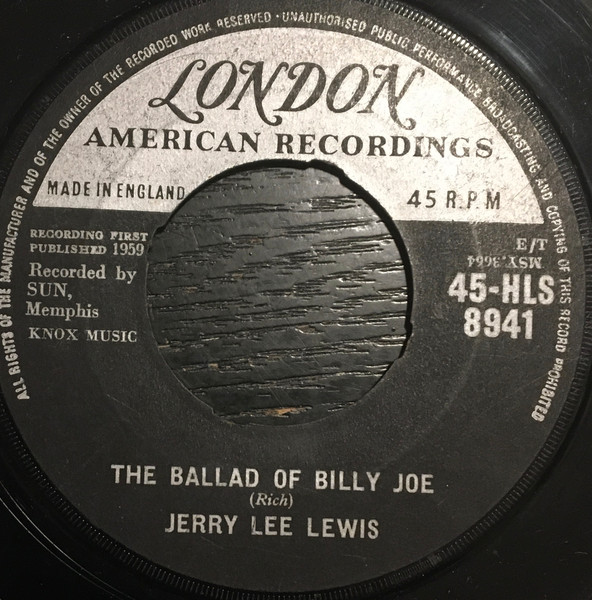 ALL RIGHTS OF THE MANUFACTURER AND OF THE OWNER OF THE RECORDED WORK RESERVED · UNAUTHORISED PUBLIC PERFORMANCE BROADCASTING AND COPYING OF THIS RECORD PROHIBITED
LONDON
AMERICAN RECORDINGS
MADE IN ENGLAND
45 R.P.M
RECORDING FIRST
PUBLISHED 1959
Recorded by
SUN,
Memphis
KNOX MUSIC
E/T
MSY.3664
45-HLS
8941
THE BALLAD OF BILLY JOE
(Rich)
JERRY LEE LEWIS